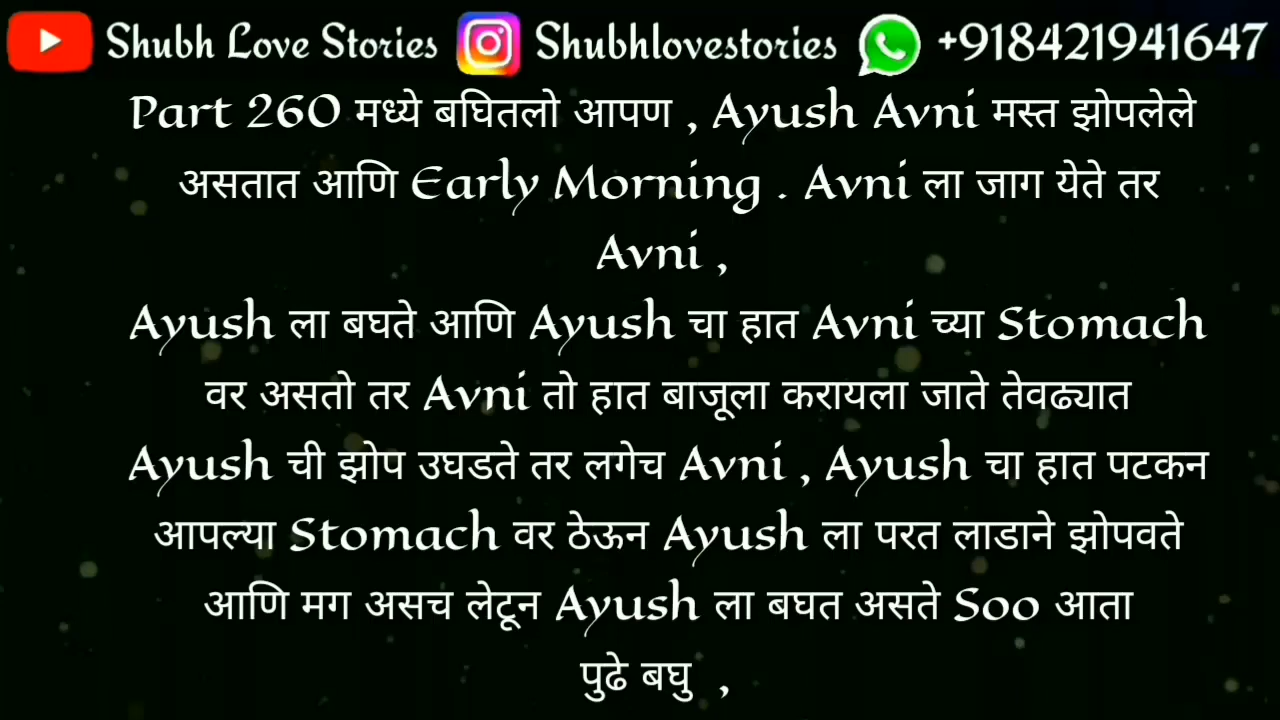 Shubh Love Stories Shubhlovestories +918421941647
Part 260 मध्ये बघितलो आपण , Ayush Avni मस्त झोपलेले
असतात आणि Early Morning . Avni ला जाग येते तर
Avni ,
Ayush ला बघते आणि Ayush चा हात Avni च्या Stomach
वर असतो तर Avni तो हात बाजूला करायला जाते तेवढ्यात
Ayush ची झोप उघडते तर लगेच Avni , Ayush चा हात पटकन
आपल्या Stomach वर ठेऊन Ayush ला परत लाडाने झोपवते
आणि मग असच लेटून Ayush ला बघत असते Soo आता
पुढे बघु ,